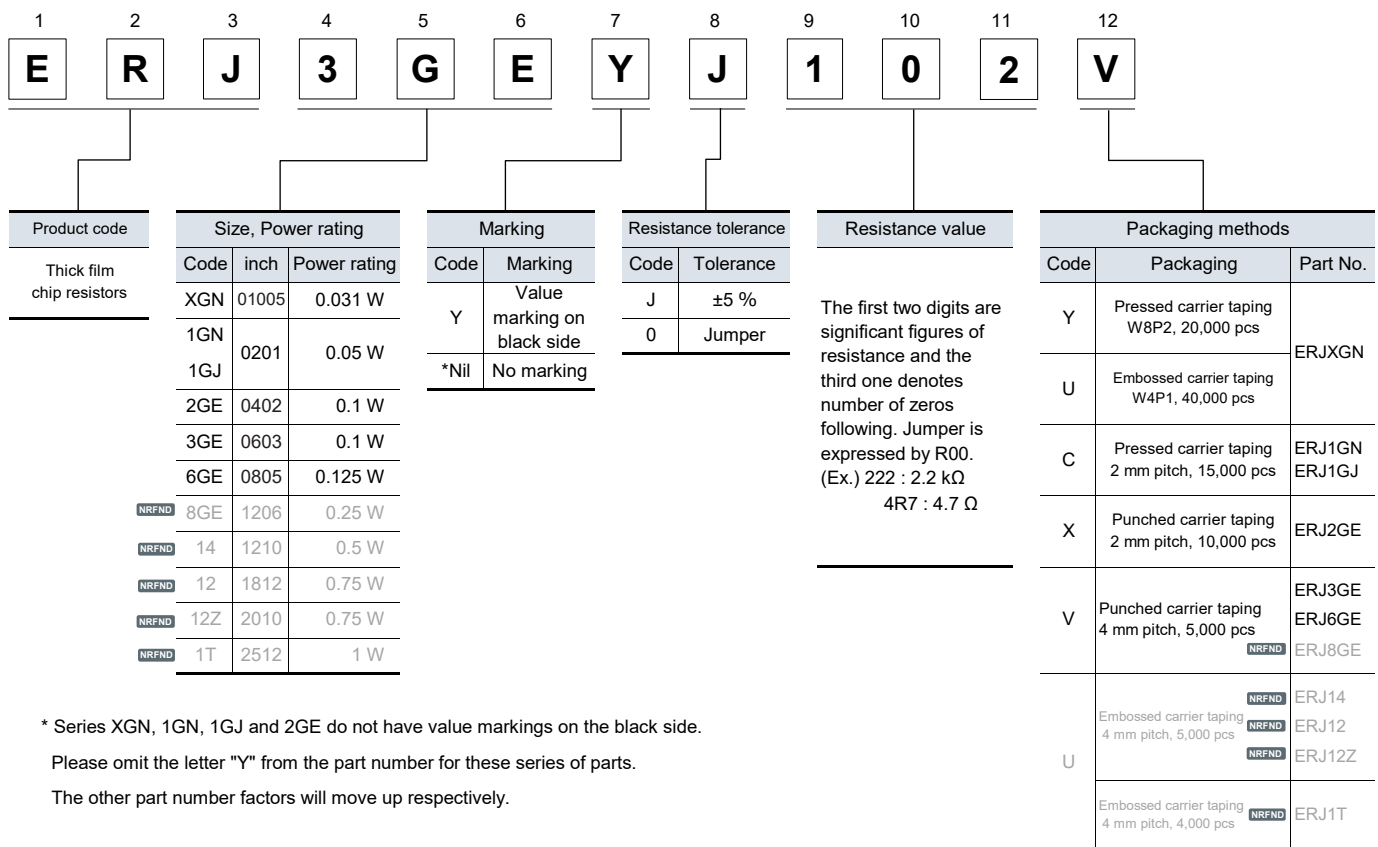 1 2 3 4 5 6 7 8 9 10 11 12
E R J 3 G E Y J 1 0 2 V
Product code
Thick film
chip resistors
Size, Power rating
Code inch Power rating
XGN 01005 0.031 W
1GN
1GJ
0201 0.05 W
2GE 0402 0.1 W
3GE 0603 0.1 W
6GE 0805 0.125 W
NRFND 8GE 1206 0.25 W
NRFND 14 1210 0.5 W
NRFND 12 1812 0.75 W
NRFND 12Z 2010 0.75 W
NRFND 1T 2512 1 W
Marking
Code Marking
Y
Value
marking on
black side
*Nil No marking
Resistance tolerance
Code Tolerance
J ±5 %
0 Jumper
Resistance value
The first two digits are
significant figures of
resistance and the
third one denotes
number of zeros
following. Jumper is
expressed by R00.
(Ex.) 222 : 2.2 kΩ
4R7 : 4.7 Ω
Packaging methods
Code Packaging Part No.
Y
Pressed carrier taping
W8P2, 20,000 pcs
ERJXGN
U
Embossed carrier taping
W4P1, 40,000 pcs
C
Pressed carrier taping
2 mm pitch, 15,000 pcs
ERJ1GN
ERJ1GJ
X
Punched carrier taping
2 mm pitch, 10,000 pcs
ERJ2GE
V
Punched carrier taping
4 mm pitch, 5,000 pcs
ERJ3GE
ERJ6GE
NRFND ERJ8GE
U
Embossed carrier taping
4 mm pitch, 5,000 pcs
NRFND ERJ14
NRFND ERJ12
NRFND ERJ12Z
Embossed carrier taping
4 mm pitch, 4,000 pcs
NRFND ERJ1T
* Series XGN, 1GN, 1GJ and 2GE do not have value markings on the black side.
Please omit the letter "Y" from the part number for these series of parts.
The other part number factors will move up respectively.